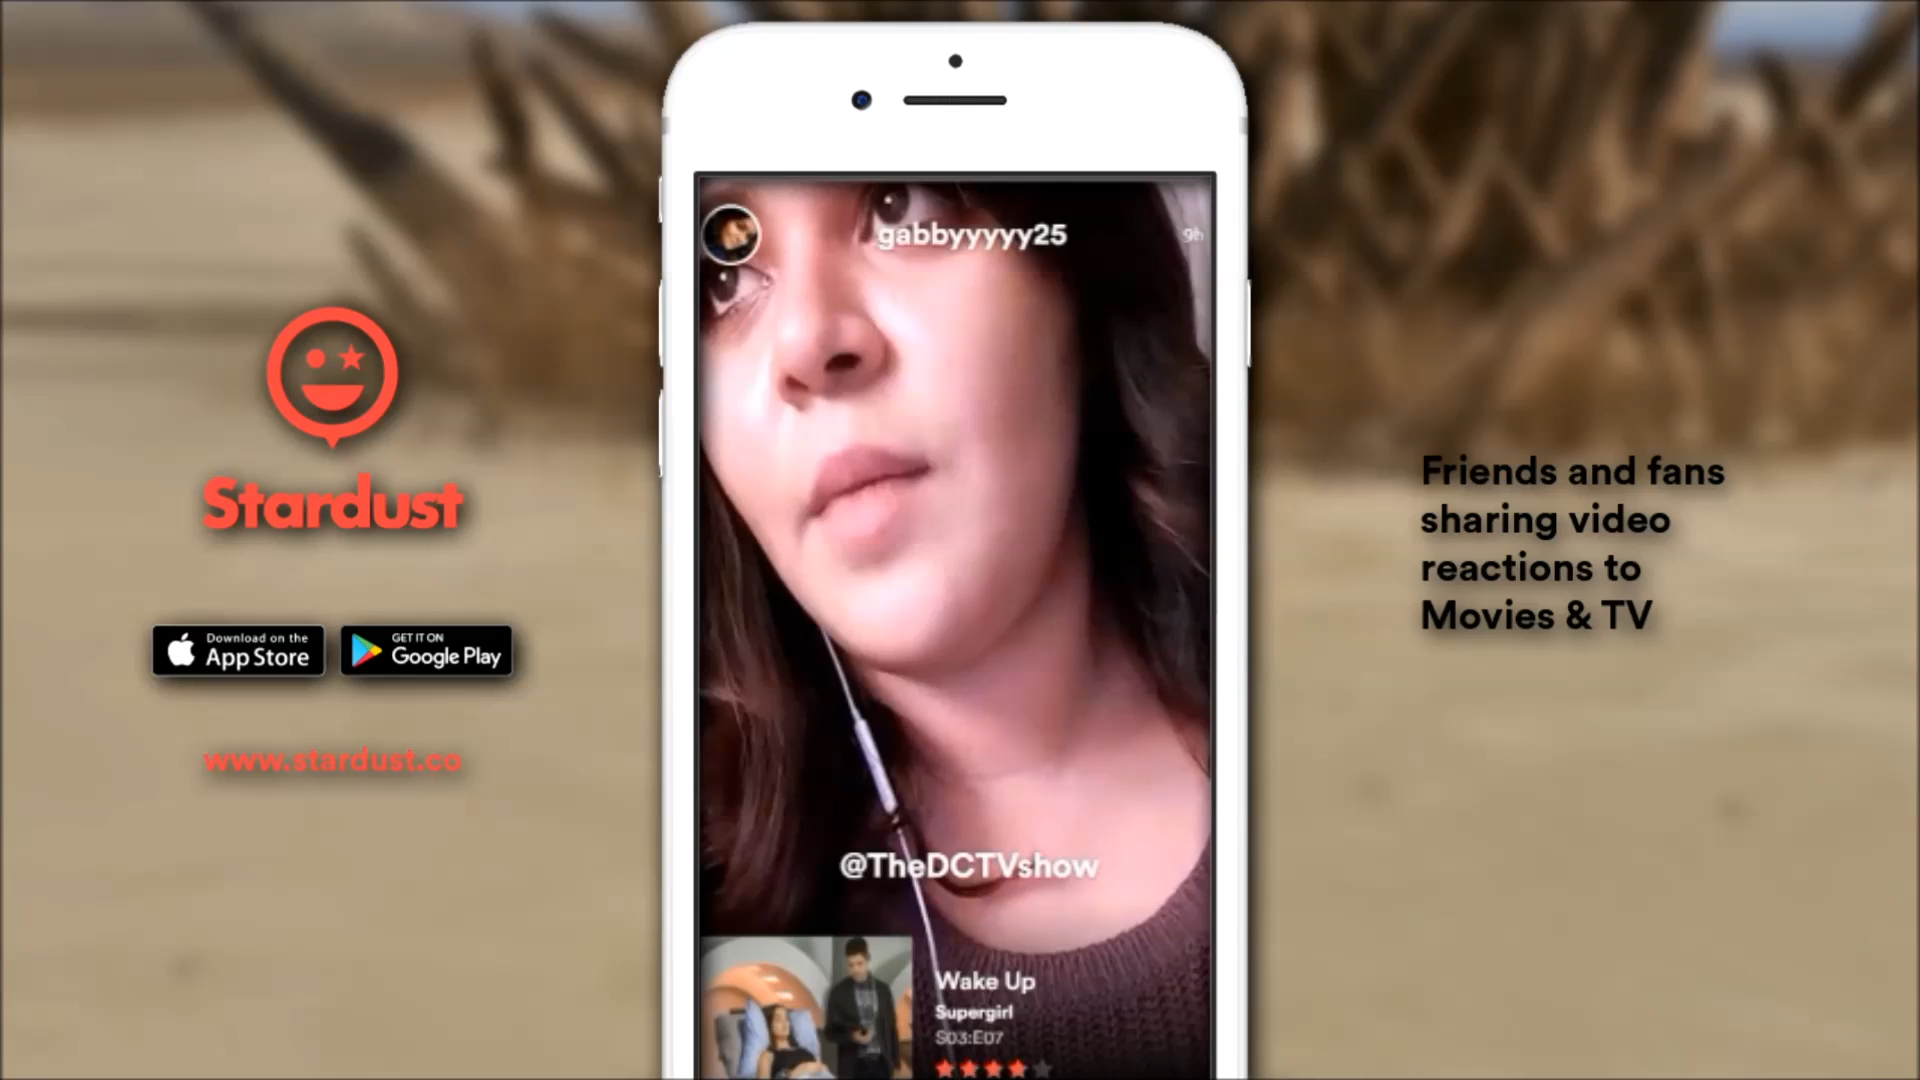 Stardust
Download on the
App Store
GET IT ON
Google Play
www.stardust.co
gabbyyyyy25
9h
@TheDCTVshow
Wake Up
Supergirl
S03:E07
Friends and fans
sharing video
reactions to
Movies & TV